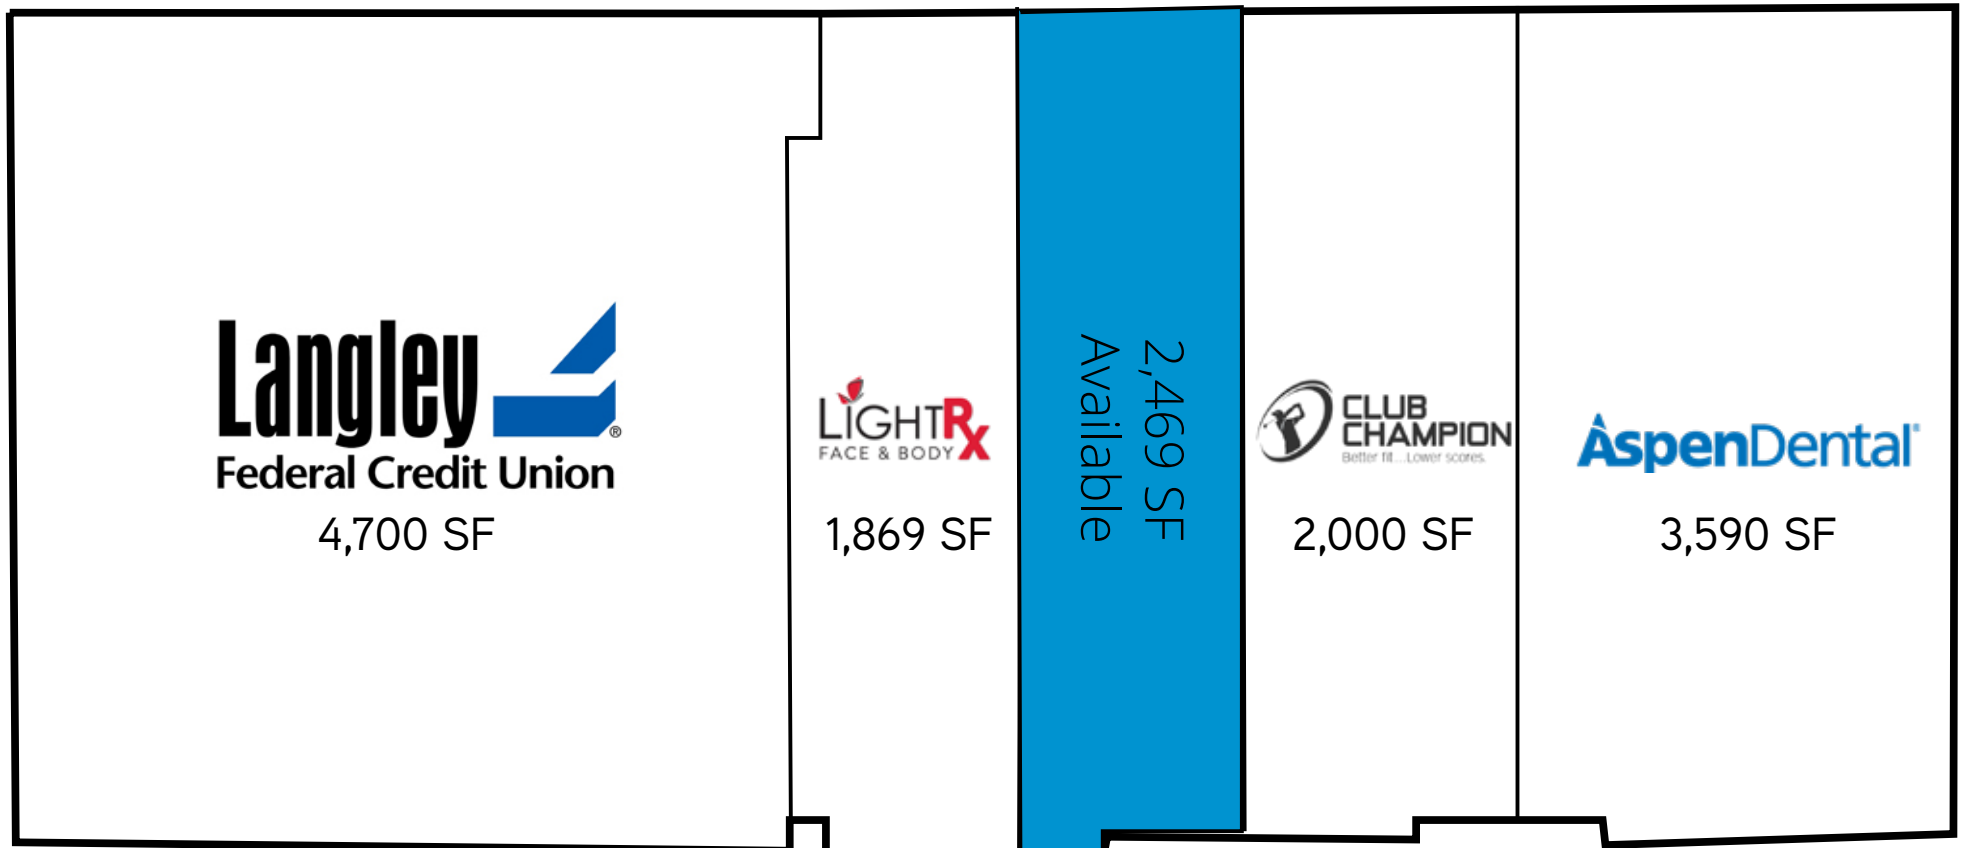 Langley
®
Federal Credit Union
4,700 SF
LIGHTRX
FACE & BODY
1,869 SF
2,469 SF
Available
CLUB
CHAMPION
Better fit...Lower scores.
2,000 SF
AspenDental
3,590 SF